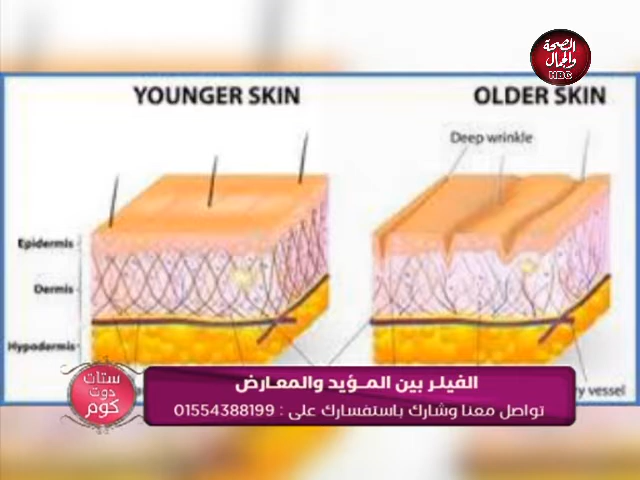 الصحة
والجمال
HBG
YOUNGER SKIN
OLDER SKIN
Deep wrinkle
Epidermis
Dermis
Hypodermis
ستات
دوت
كوم
الفيلر بين المؤيد والمعارض
تواصل معنا وشارك باستفسارك على : 01554388199
vessel